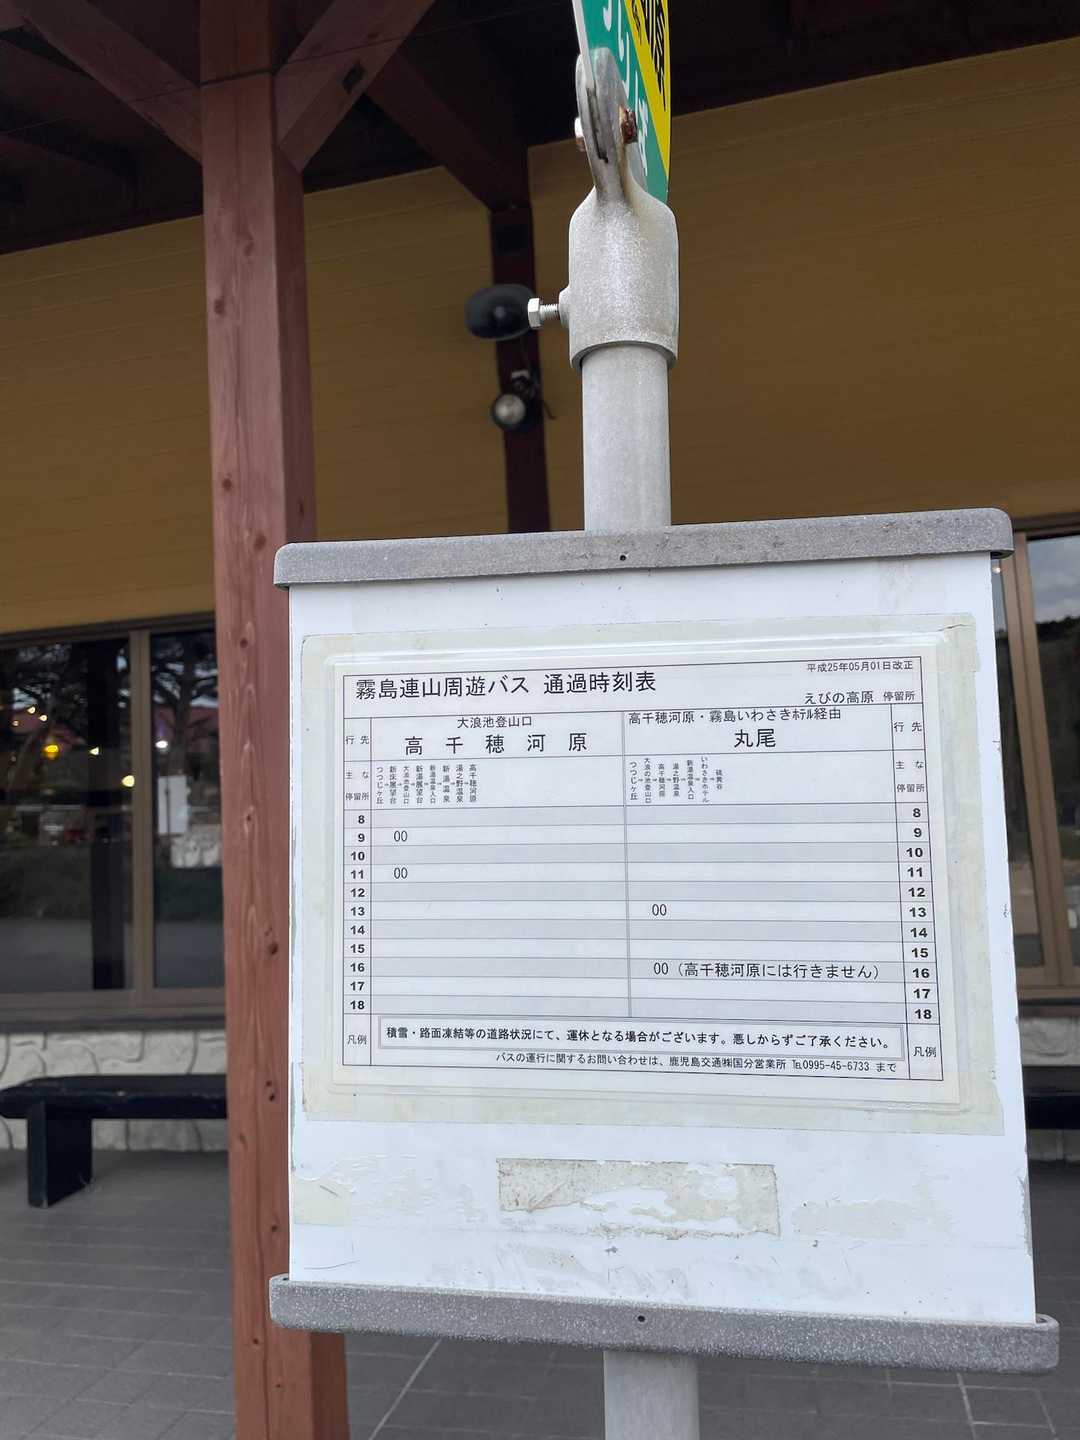 原
のりば
平成25年05月01日改正
霧島連山周遊バス 通過時刻表
えびの高原 停留所
行先
大浪池登山口
高千穂河原
高千穂河原・霧島いわさきホテル経由
丸尾
行先
主な
停留所
つつじヶ丘
新床展望台
大浪池登山口
新湯展望台
新湯温泉入口
新湯温泉
湯之野温泉
高千穂河原
つつじヶ丘
大浪の池登山口
高千穂河原
湯之野温泉
新湯温泉入口
いわさきホテル
硫黄谷
主な
停留所
8 8
9 00 9
10 10
11 00 11
12 12
13 00 13
14 14
15 15
16 00（高千穂河原には行きません） 16
17 17
18 18
凡例
積雪・路面凍結等の道路状況にて、運休となる場合がございます。悪しからずご了承ください。
バスの運行に関するお問い合わせは、鹿児島交通㈱国分営業所 ℡0995-45-6733 まで
凡例